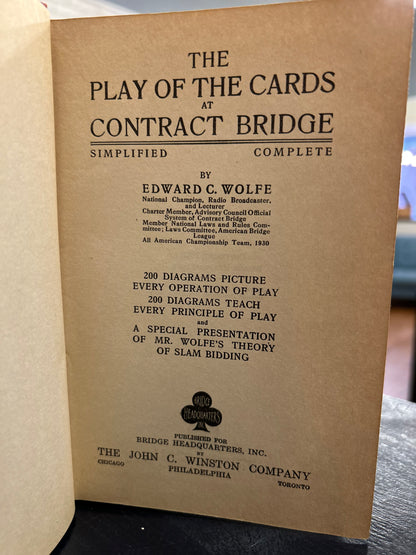 THE
PLAY OF THE CARDS
AT
CONTRACT BRIDGE
SIMPLIFIED COMPLETE
BY
EDWARD C. WOLFE
National Champion, Radio Broadcaster,
and Lecturer
Charter Member, Advisory Council Official
System of Contract Bridge
Member National Laws and Rules Com-
mittee; Laws Committee, American Bridge
League
All American Championship Team, 1930
200 DIAGRAMS PICTURE
EVERY OPERATION OF PLAY
200 DIAGRAMS TEACH
EVERY PRINCIPLE OF PLAY
and
A SPECIAL PRESENTATION
OF MR. WOLFE'S THEORY
OF SLAM BIDDING
BRIDGE
HEADQUARTERS
INC.
PUBLISHED FOR
BRIDGE HEADQUARTERS, INC.
BY
THE JOHN C. WINSTON COMPANY
CHICAGO PHILADELPHIA TORONTO